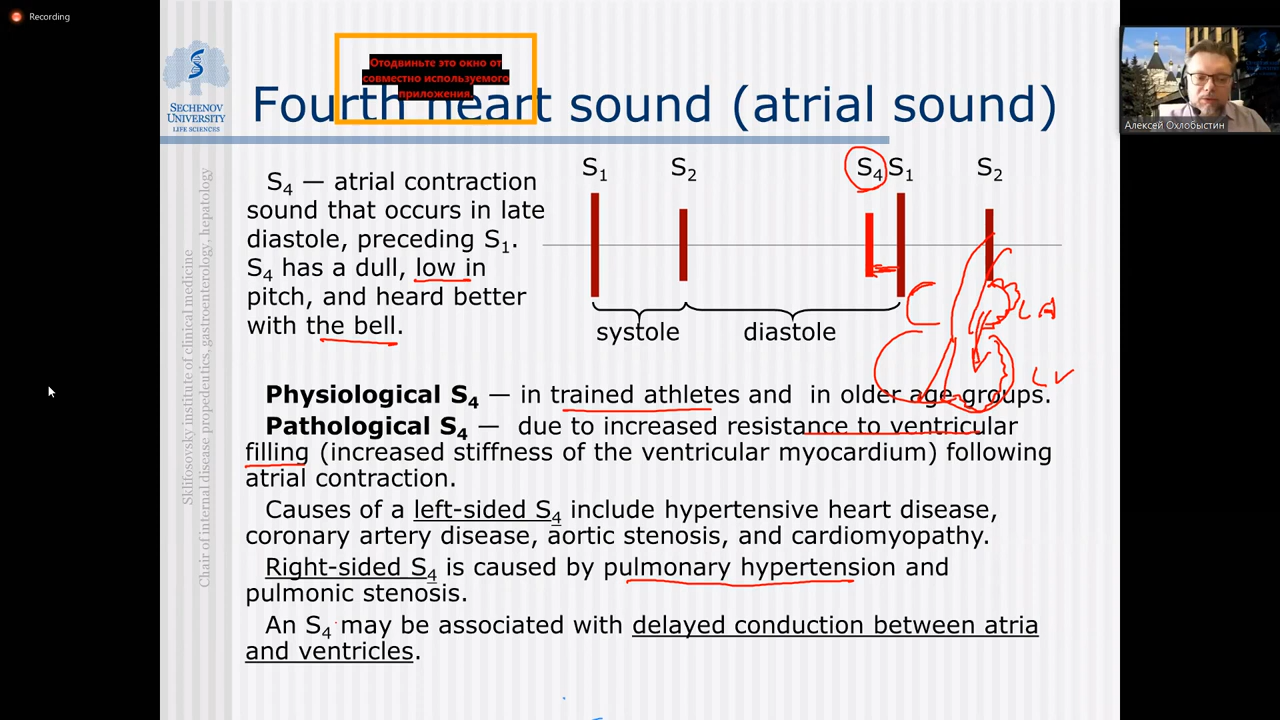 Recording
Отодвиньте это окно от
совместно используемого
приложения.
SECHENOV
UNIVERSITY
LIFE SCIENCES
Fourth heart sound (atrial sound)
Алексей Охлобыстин
Sklifosovsky institute of clinical medicine
Chair of internal disease propedeutics, gastroenterology, hepatology
S4 — atrial contraction
sound that occurs in late
diastole, preceding S1.
S4 has a dull, low in
pitch, and heard better
with the bell.
S1 S2 S4 S1 S2
systole diastole
LA
LV
Physiological S4 — in trained athletes and in older age groups.
Pathological S4 — due to increased resistance to ventricular
filling (increased stiffness of the ventricular myocardium) following
atrial contraction.
Causes of a left-sided S4 include hypertensive heart disease,
coronary artery disease, aortic stenosis, and cardiomyopathy.
Right-sided S4 is caused by pulmonary hypertension and
pulmonic stenosis.
An S4 may be associated with delayed conduction between atria
and ventricles.